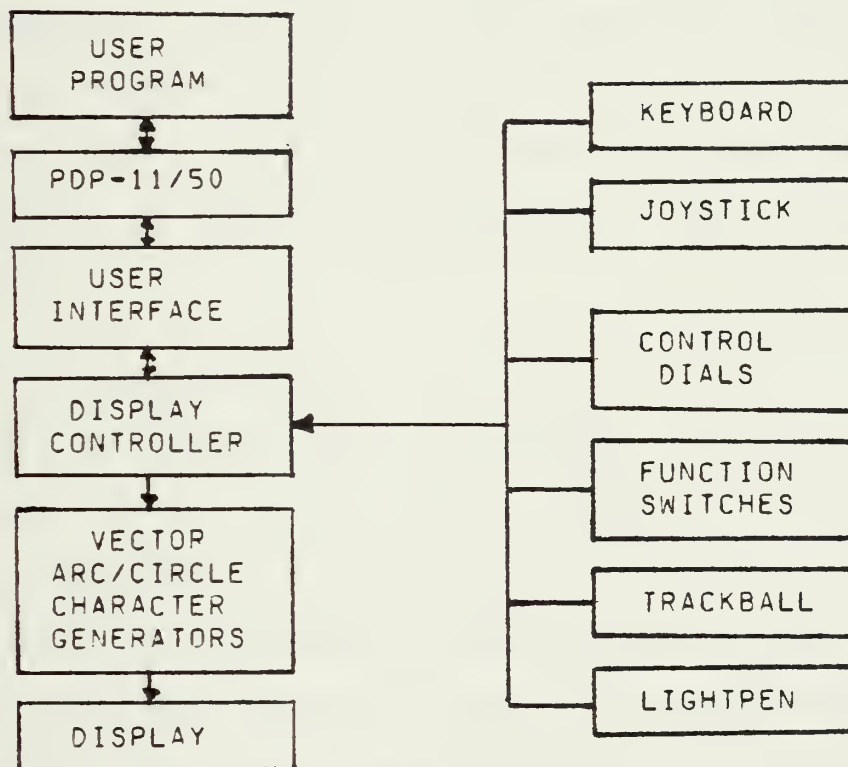 USER
PROGRAM
PDP-11/50
USER
INTERFACE
DISPLAY
CONTROLLER
VECTOR
ARC/CIRCLE
CHARACTER
GENERATORS
DISPLAY
KEYBOARD
JOYSTICK
CONTROL
DIALS
FUNCTION
SWITCHES
TRACKBALL
LIGHTPEN